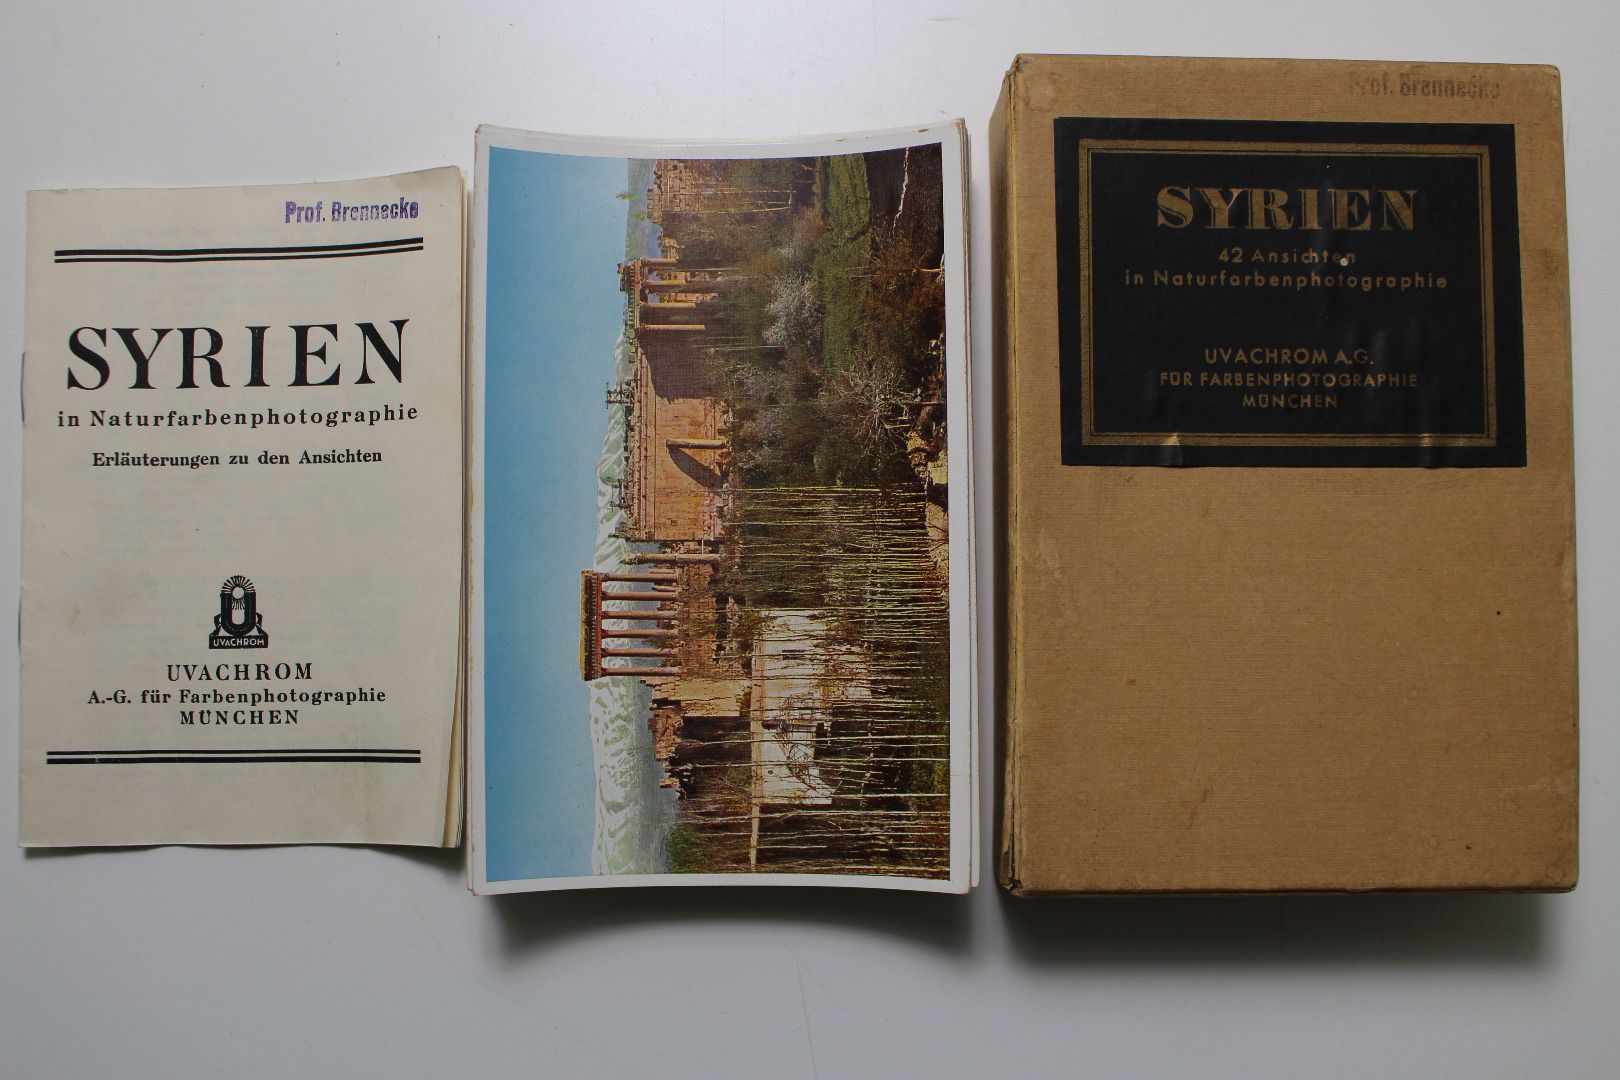 Prof. Brennecke
SYRIEN
in Naturfarbenphotographie
Erläuterungen zu den Ansichten
UVACHROM
UVACHROM
A.-G. für Farbenphotographie
MÜNCHEN
Prof. Brennecke
SYRIEN
42 Ansichten
in Naturfarbenphotographie
UVACHROM A.G.
FÜR FARBENPHOTOGRAPHIE
MÜNCHEN